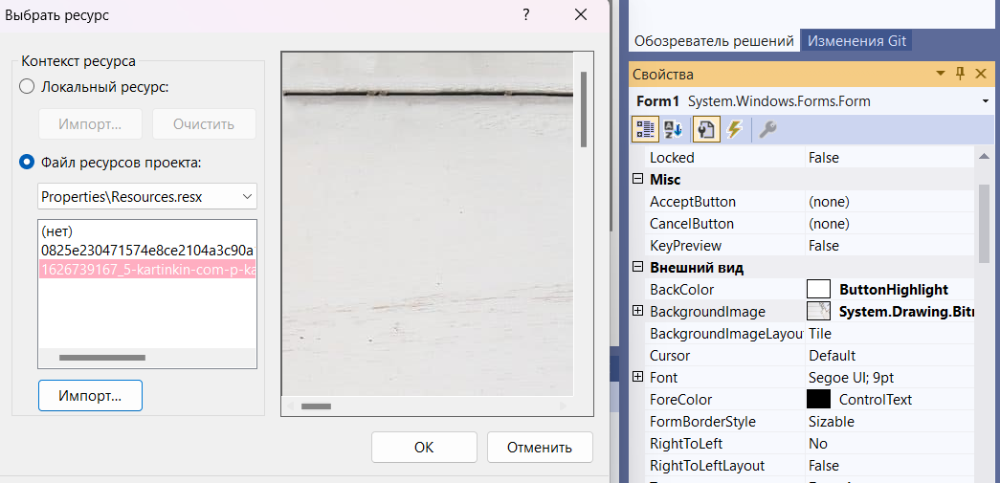 Выбрать ресурс
?
Контекст ресурса
Локальный ресурс:
Импорт...
Очистить
Файл ресурсов проекта:
Properties\Resources.resx
(нет)
0825e230471574e8ce2104a3c90a
1626739167_5-kartinkin-com-p-ka
Импорт...
ОК
Отменить
Обозреватель решений
Изменения Git
Свойства
Form1 System.Windows.Forms.Form
Locked False
Misc
AcceptButton (none)
CancelButton (none)
KeyPreview False
Внешний вид
BackColor ButtonHighlight
BackgroundImage System.Drawing.Bitr
BackgroundImageLayou Tile
Cursor Default
Font Segoe UI; 9pt
ForeColor ControlText
FormBorderStyle Sizable
RightToLeft No
RightToLeftLayout False